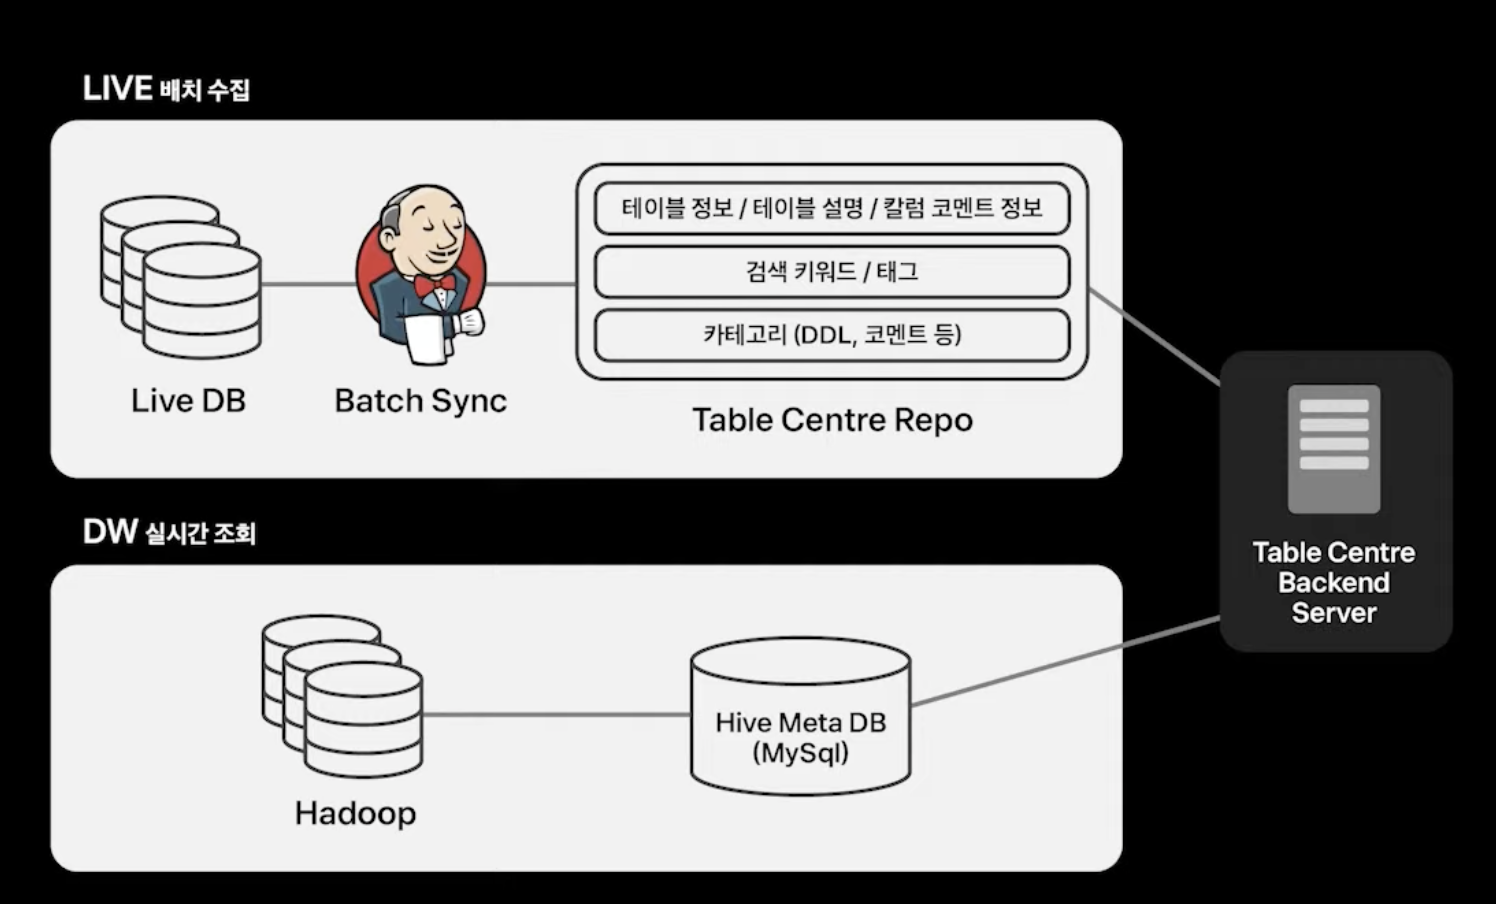 LIVE 배치 수집
테이블 정보 / 테이블 설명 / 칼럼 코멘트 정보
검색 키워드 / 태그
카테고리 (DDL, 코멘트 등)
Live DB
Batch Sync
Table Centre Repo
DW 실시간 조회
Hive Meta DB
(MySql)
Hadoop
Table Centre
Backend
Server